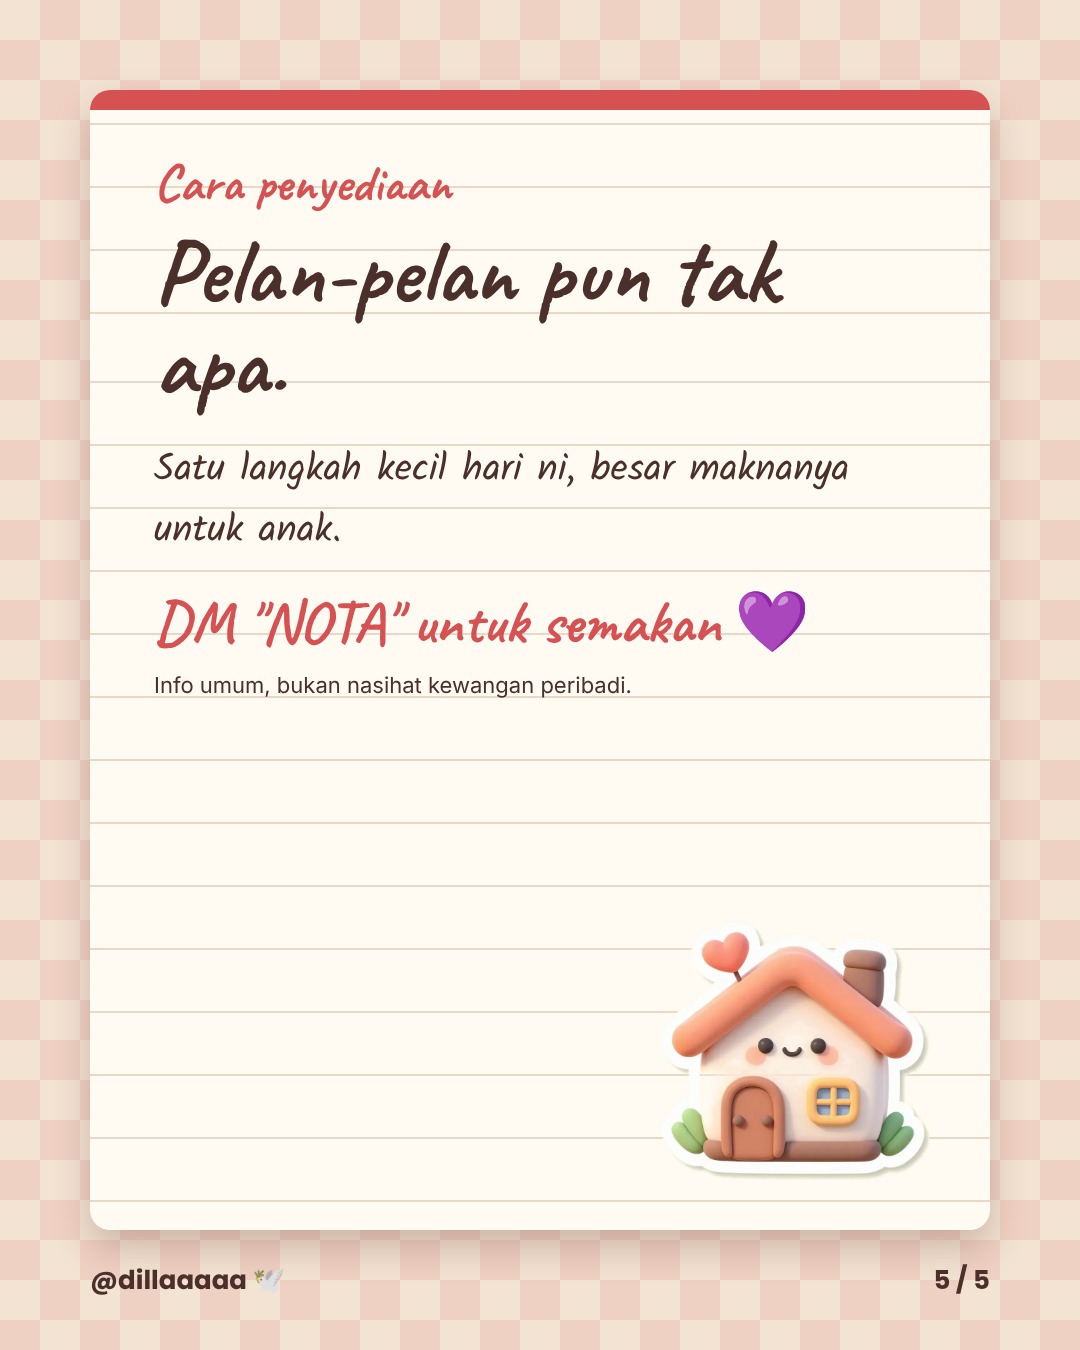 Cara penyediaan
Pelan-pelan pun tak
apa.
Satu langkah kecil hari ni, besar maknanya
untuk anak.
DM "NOTA" untuk semakan 💜
Info umum, bukan nasihat kewangan peribadi.
@dillaaaaa 🕊️
5 / 5